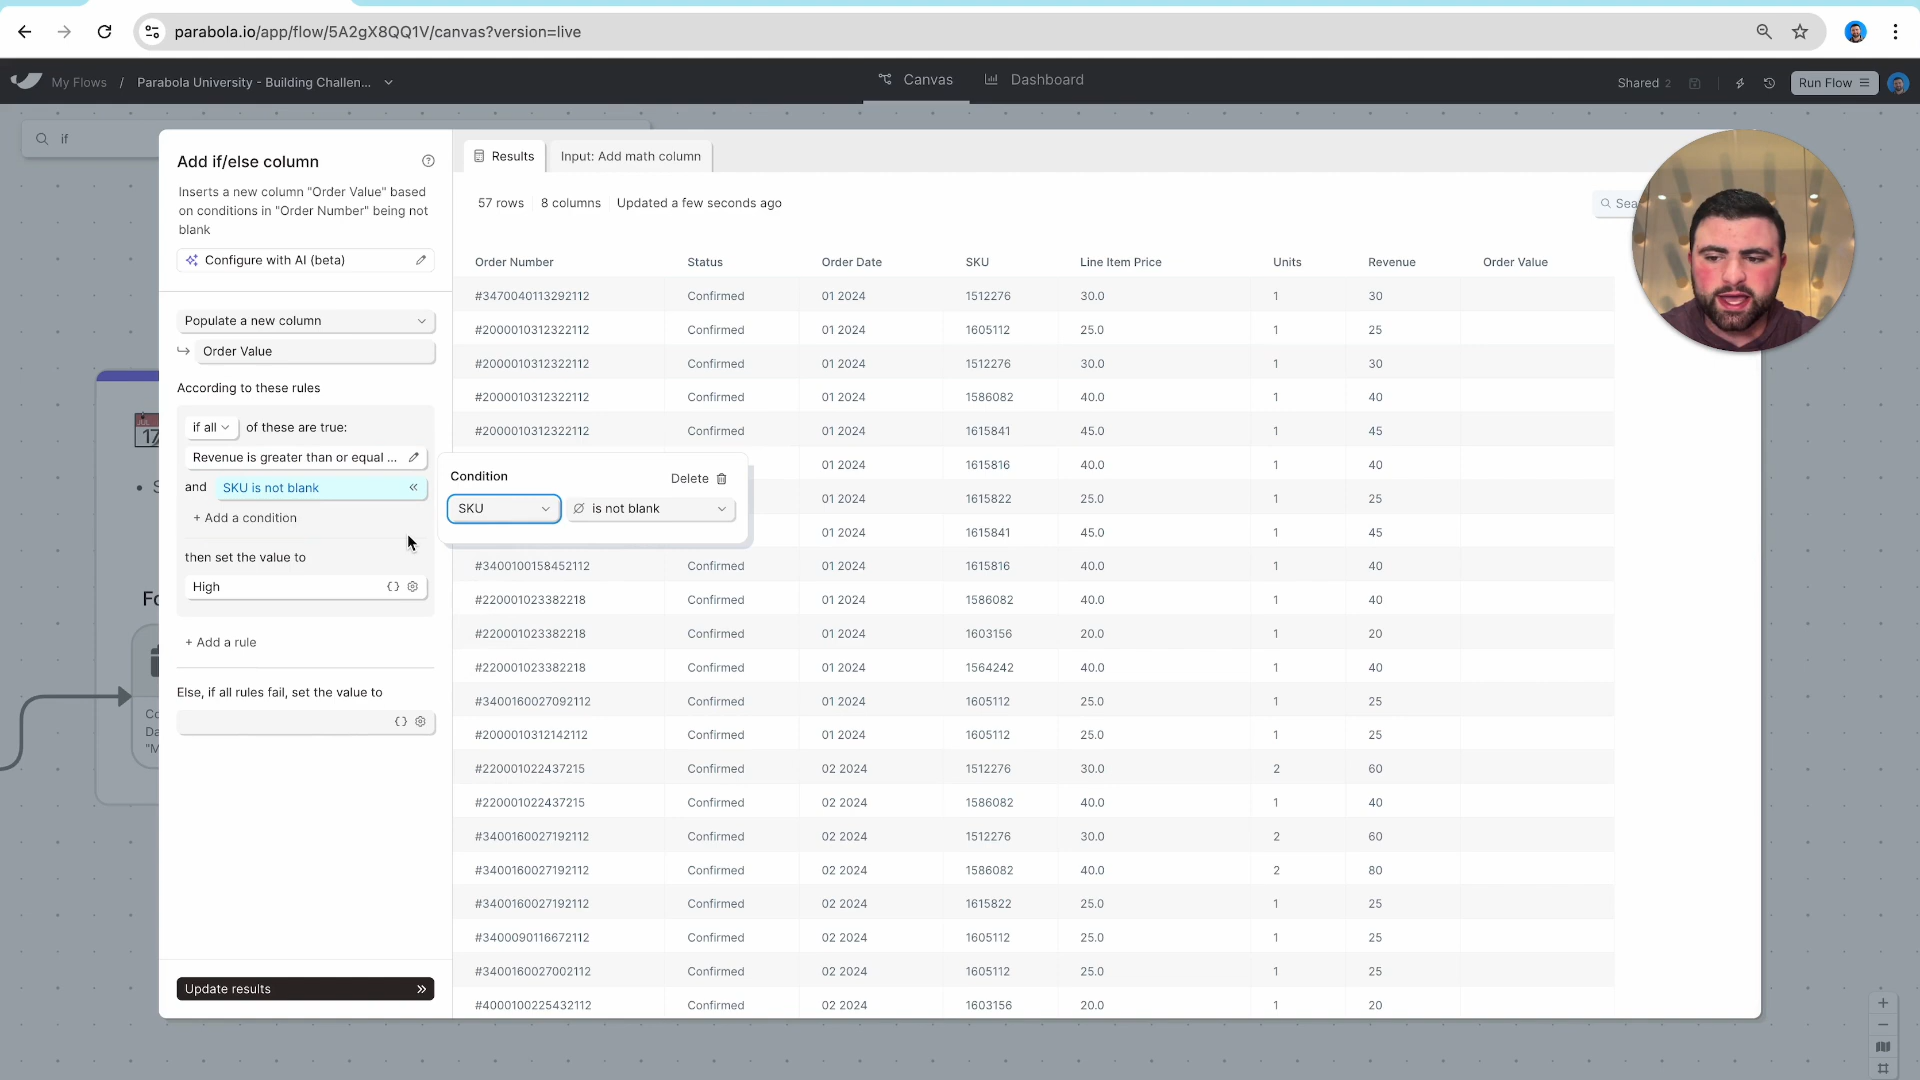 parabola.io/app/flow/5A2gX8QQ1V/canvas?version=live
My Flows / Parabola University - Building Challen...
Canvas
Dashboard
Shared 2
Run Flow
if
Add if/else column
Inserts a new column "Order Value" based
on conditions in "Order Number" being not
blank
Configure with AI (beta)
Populate a new column
Order Value
According to these rules
if all of these are true:
Revenue is greater than or equal ...
and SKU is not blank
+ Add a condition
then set the value to
High
+ Add a rule
Else, if all rules fail, set the value to
Update results
Condition
Delete
SKU
is not blank
Results
Input: Add math column
57 rows 8 columns Updated a few seconds ago
Sea
Order Number Status Order Date SKU Line Item Price Units Revenue Order Value
#3470040113292112 Confirmed 01 2024 1512276 30.0 1 30
#2000010312322112 Confirmed 01 2024 1605112 25.0 1 25
#2000010312322112 Confirmed 01 2024 1512276 30.0 1 30
#2000010312322112 Confirmed 01 2024 1586082 40.0 1 40
#2000010312322112 Confirmed 01 2024 1615841 45.0 1 45
01 2024 1615816 40.0 1 40
01 2024 1615822 25.0 1 25
01 2024 1615841 45.0 1 45
#3400100158452112 Confirmed 01 2024 1615816 40.0 1 40
#220001023382218 Confirmed 01 2024 1586082 40.0 1 40
#220001023382218 Confirmed 01 2024 1603156 20.0 1 20
#220001023382218 Confirmed 01 2024 1564242 40.0 1 40
#3400160027092112 Confirmed 01 2024 1605112 25.0 1 25
#2000010312142112 Confirmed 01 2024 1605112 25.0 1 25
#220001022437215 Confirmed 02 2024 1512276 30.0 2 60
#220001022437215 Confirmed 02 2024 1586082 40.0 1 40
#3400160027192112 Confirmed 02 2024 1512276 30.0 2 60
#3400160027192112 Confirmed 02 2024 1586082 40.0 2 80
#3400160027192112 Confirmed 02 2024 1615822 25.0 1 25
#3400090116672112 Confirmed 02 2024 1605112 25.0 1 25
#3400160027002112 Confirmed 02 2024 1605112 25.0 1 25
#4000100225432112 Confirmed 02 2024 1603156 20.0 1 20
JUL
17
Fo
Co
Da
"M